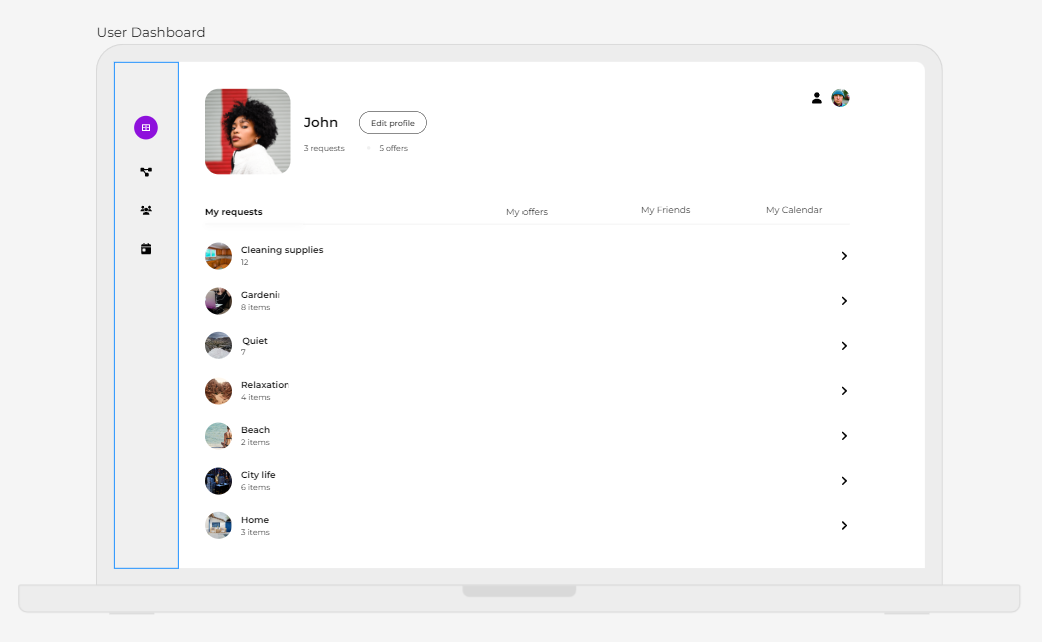 User Dashboard
John
Edit profile
3 requests
5 offers
My requests
My offers
My Friends
My Calendar
Cleaning supplies
12
Gardeni
8 items
Quiet
7
Relaxation
4 items
Beach
2 items
City life
6 items
Home
3 items